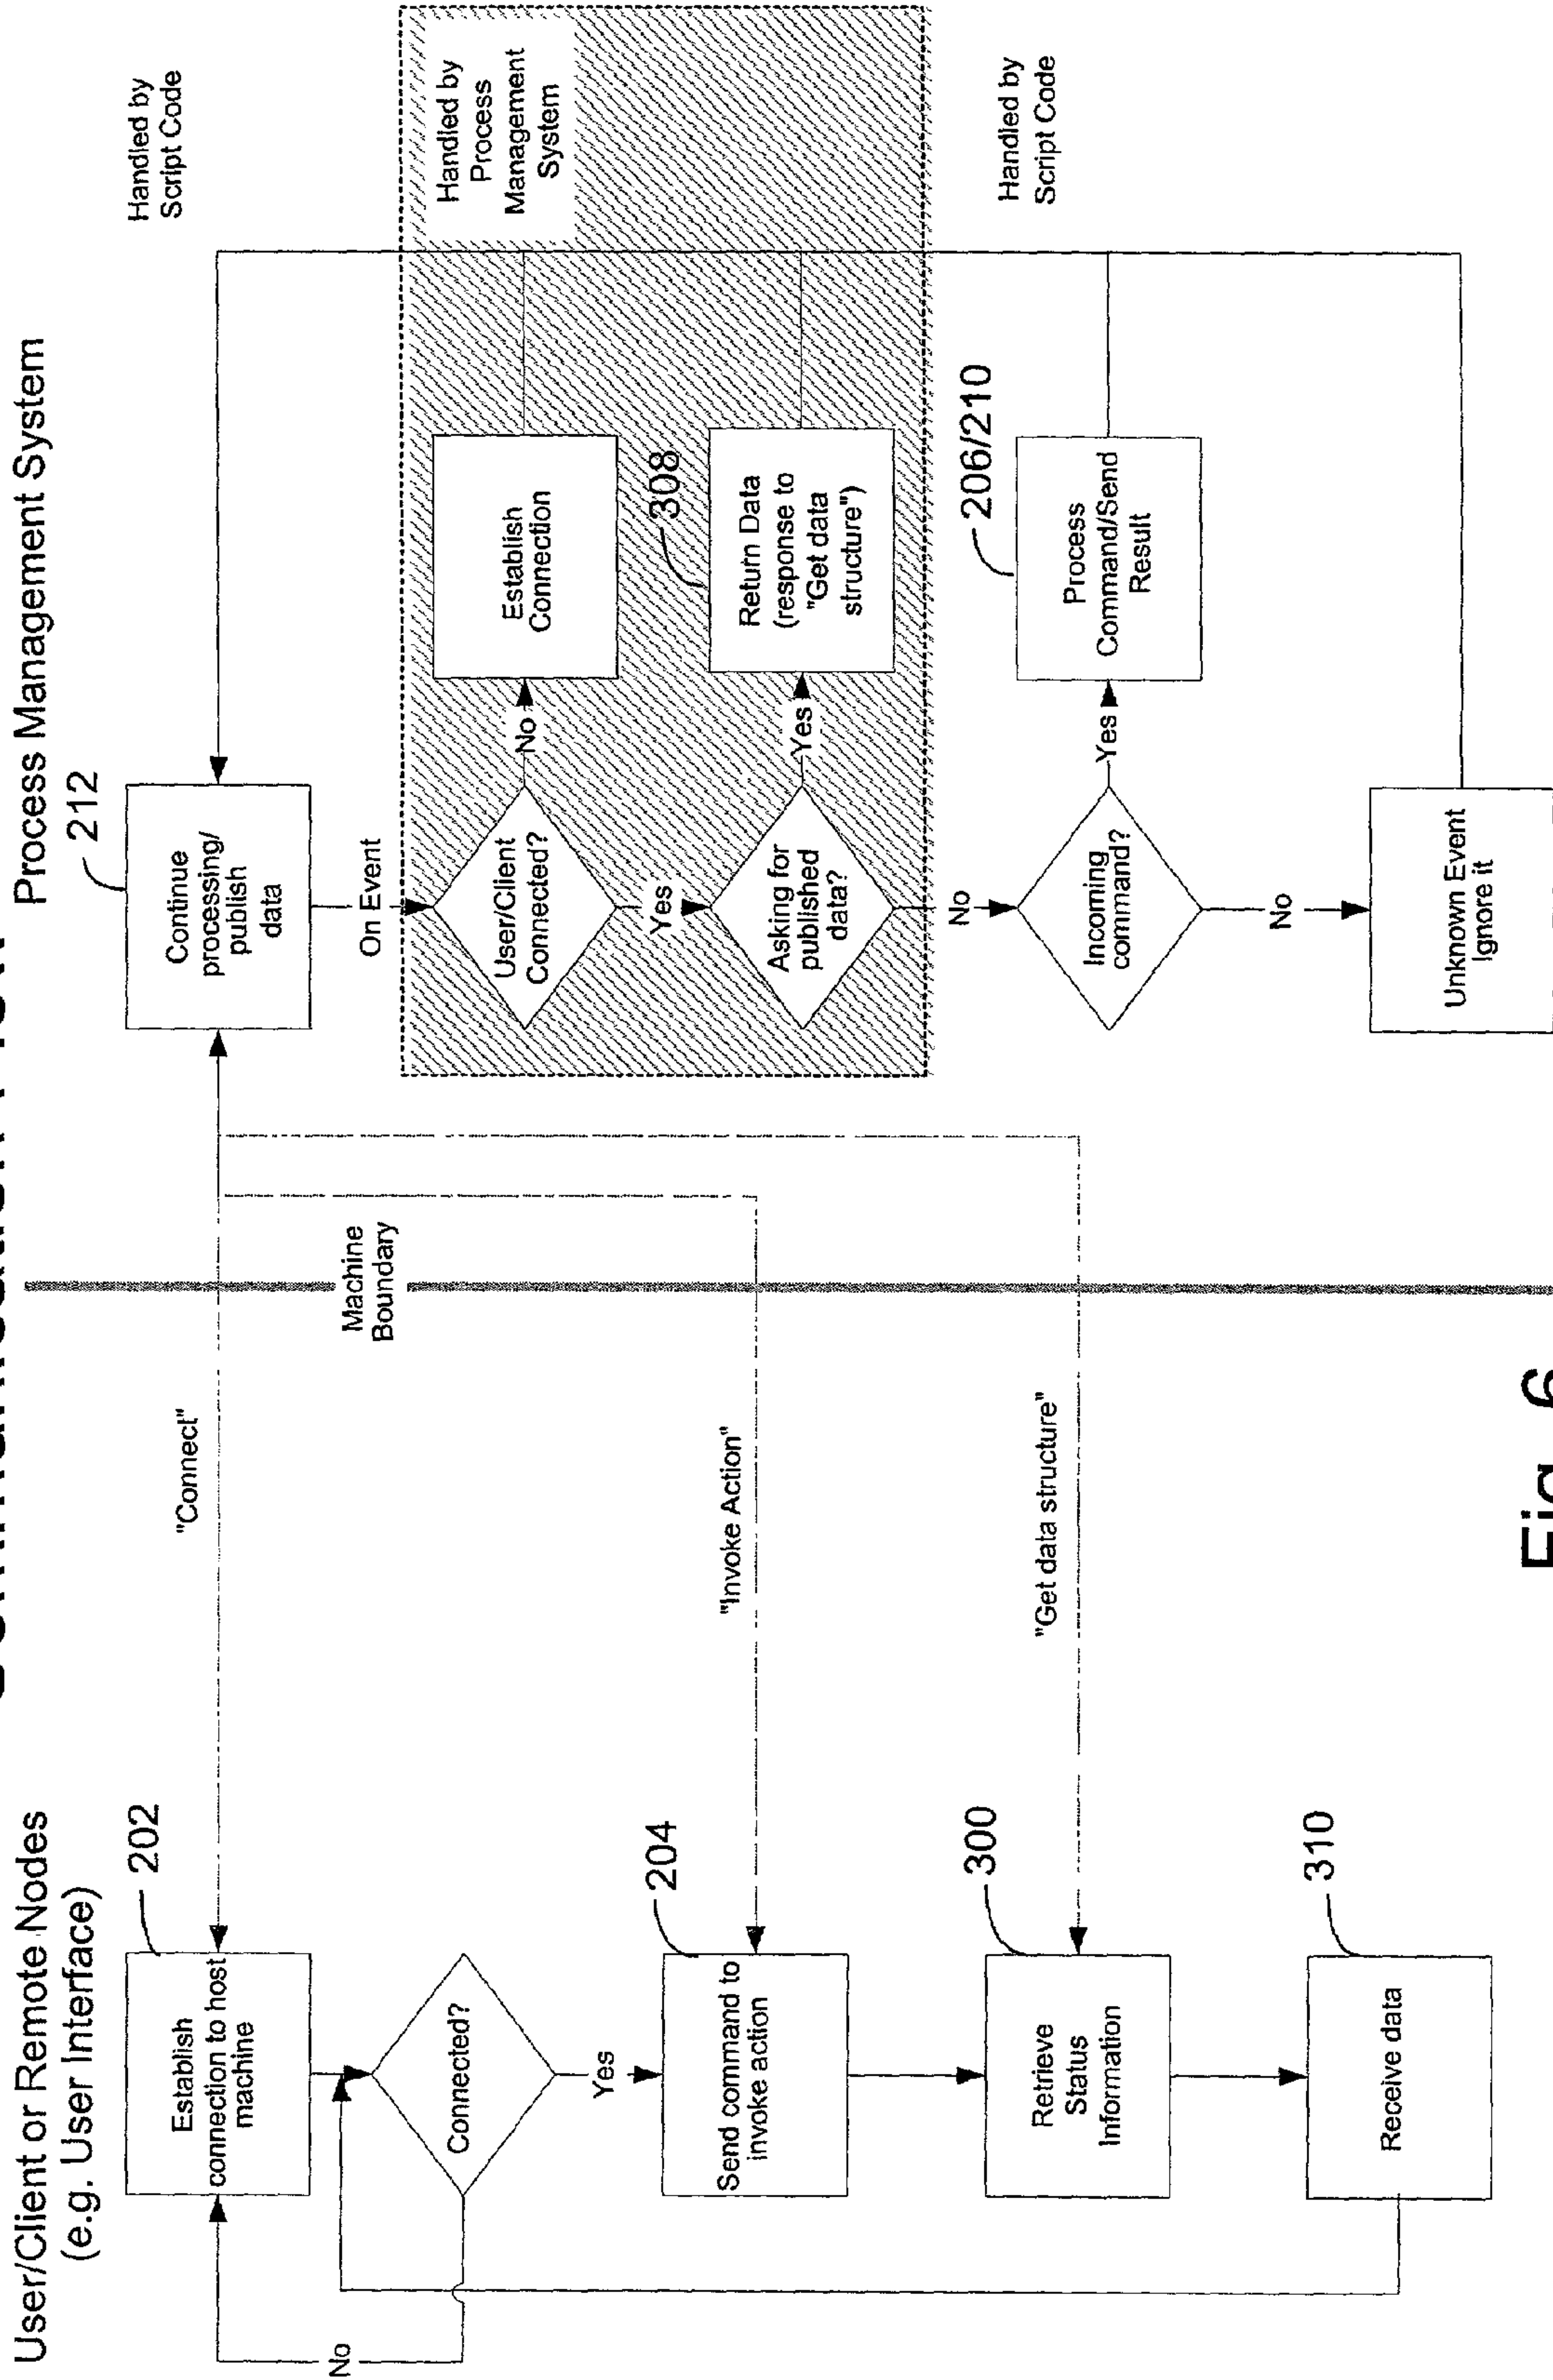 Process Management System
User/Client or Remote Nodes
(e.g. User Interface)
202
Establish
connection to host
machine
Connected?
No
Yes
204
Send command to
invoke action
300
Retrieve
Status
Information
310
Receive data
"Connect"
"Invoke Action"
"Get data structure"
Machine
Boundary
212
Continue
processing/
publish
data
Handled by
Script Code
On Event
User/Client
Connected?
No
Establish
Connection
Handled by
Process
Management
System
Yes
Asking for
published
data?
Yes
308
Return Data
(response to
"Get data
structure")
No
Incoming
command?
Yes
206/210
Process
Command/Send
Result
Handled by
Script Code
No
Unknown Event
Ignore it
Fig. 6